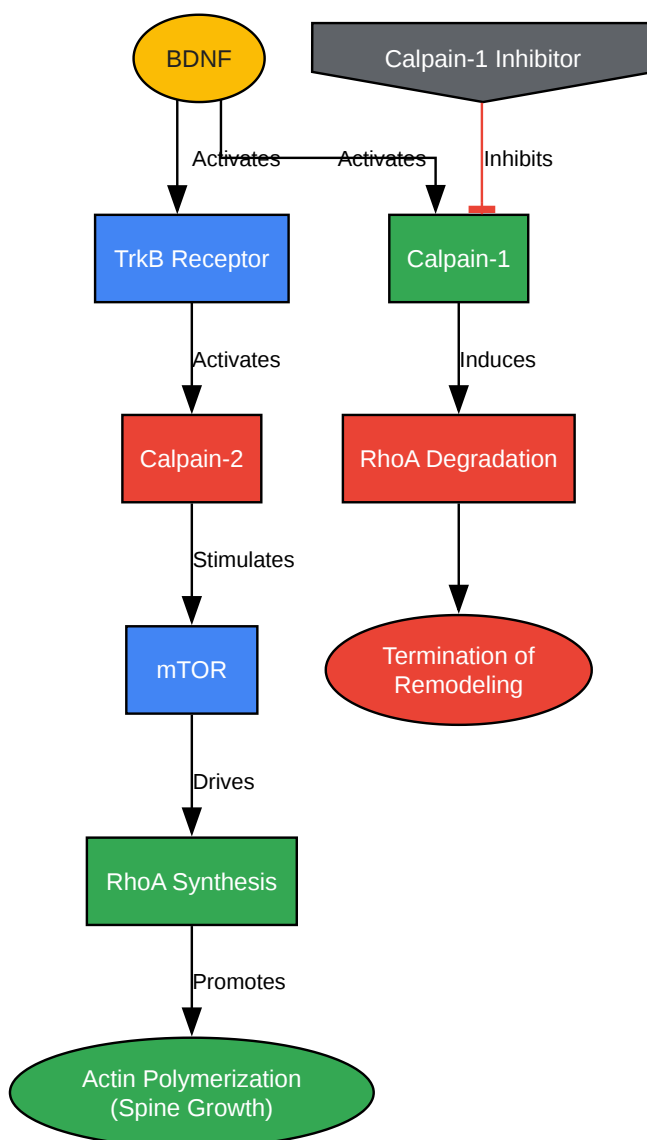 BDNF
Calpain-1 Inhibitor
Activates
Activates
Inhibits
TrkB Receptor
Calpain-1
Activates
Induces
Calpain-2
RhoA Degradation
Stimulates
mTOR
Termination of
Remodeling
Drives
RhoA Synthesis
Promotes
Actin Polymerization
(Spine Growth)